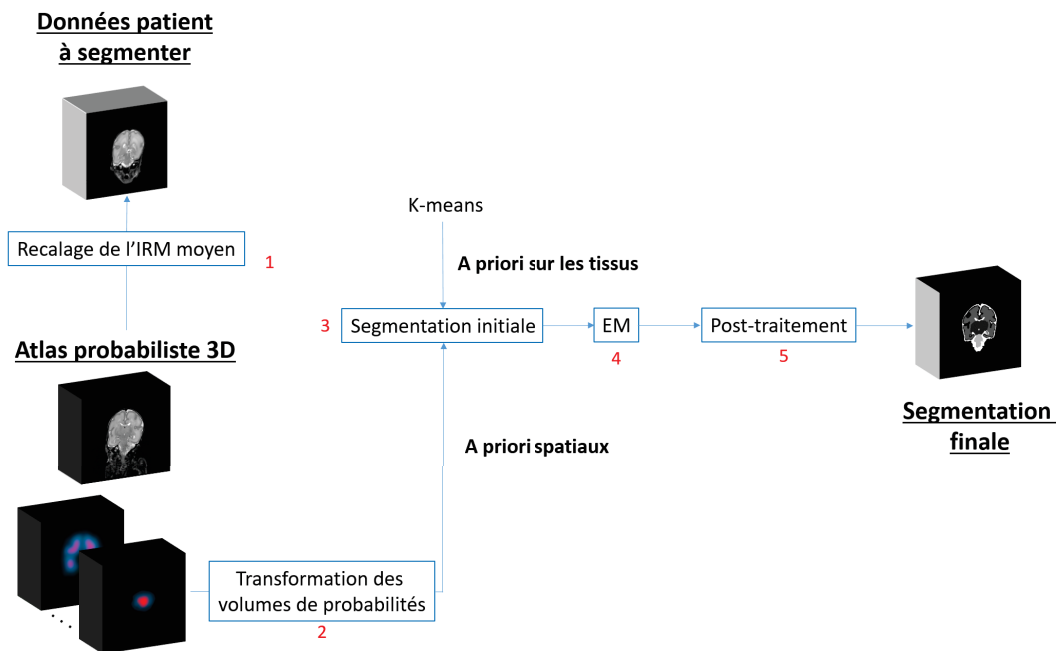 Données patient
à segmenter
Recalage de l'IRM moyen
1
Atlas probabiliste 3D
K-means
A priori sur les tissus
3
Segmentation initiale
EM
4
Post-traitement
5
A priori spatiaux
Segmentation
finale
Transformation des
volumes de probabilités
2